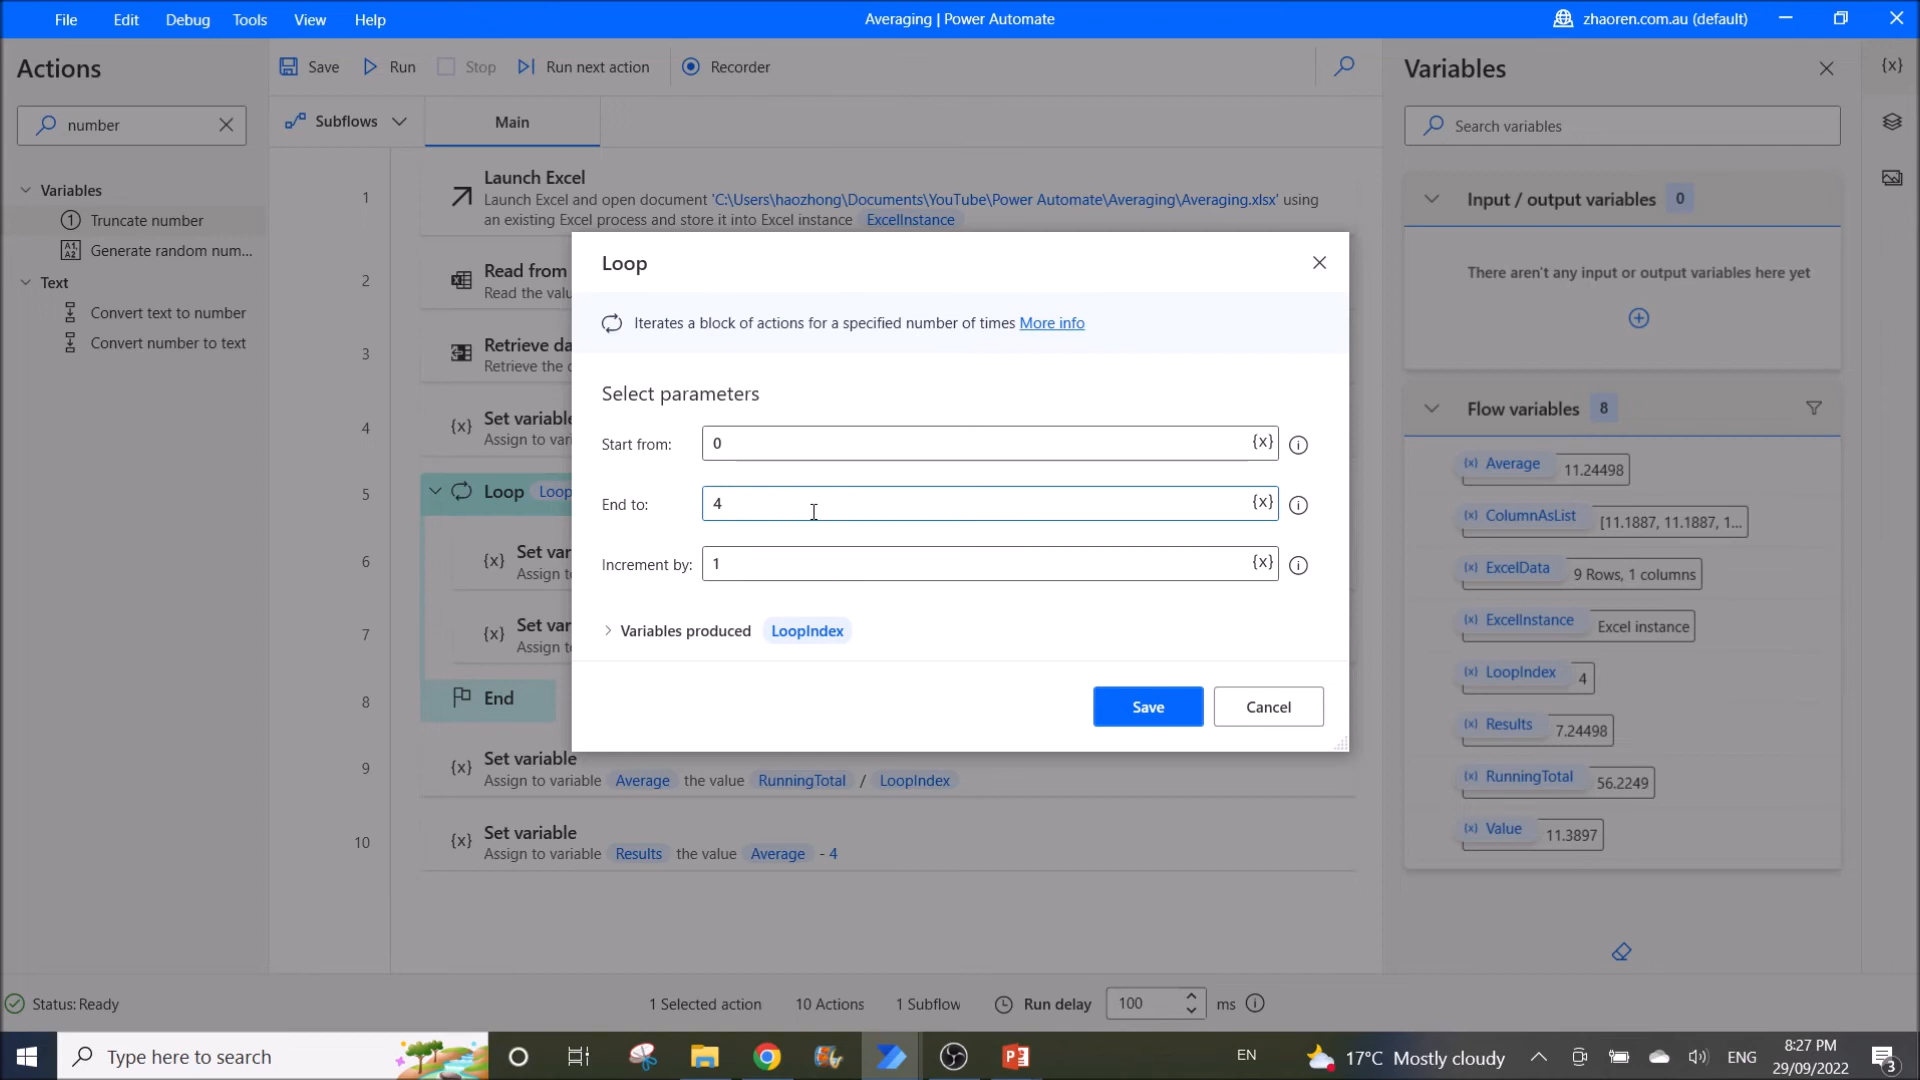 File Edit Debug Tools View Help
Averaging | Power Automate
zhaoren.com.au (default)
Actions
number
Variables
Truncate number
Generate random num...
Text
Convert text to number
Convert number to text
Save Run Stop Run next action Recorder
Subflows Main
1
Launch Excel
Launch Excel and open document 'C:\Users\haozhong\Documents\YouTube\Power Automate\Averaging\Averaging.xlsx' using
an existing Excel process and store it into Excel instance ExcelInstance
2
Read from
Read the valu
3
Retrieve da
Retrieve the
4
Set variable
Assign to var
5
Loop Loop
6
Set var
Assign t
7
Set var
Assign t
8
End
9
Set variable
Assign to variable Average the value RunningTotal / LoopIndex
10
Set variable
Assign to variable Results the value Average - 4
Loop
Iterates a block of actions for a specified number of times More info
Select parameters
Start from: 0 {x}
End to: 4 {x}
Increment by: 1 {x}
Variables produced LoopIndex
Save Cancel
Variables
{x}
Search variables
Input / output variables 0
There aren't any input or output variables here yet
Flow variables 8
Average 11.24498
ColumnAsList [11.1887, 11.1887, 1...
ExcelData 9 Rows, 1 columns
ExcelInstance Excel instance
LoopIndex 4
Results 7.24498
RunningTotal 56.2249
Value 11.3897
Status: Ready
1 Selected action 10 Actions 1 Subflow Run delay 100 ms
Type here to search
EN
17°C Mostly cloudy
ENG
8:27 PM
29/09/2022
3